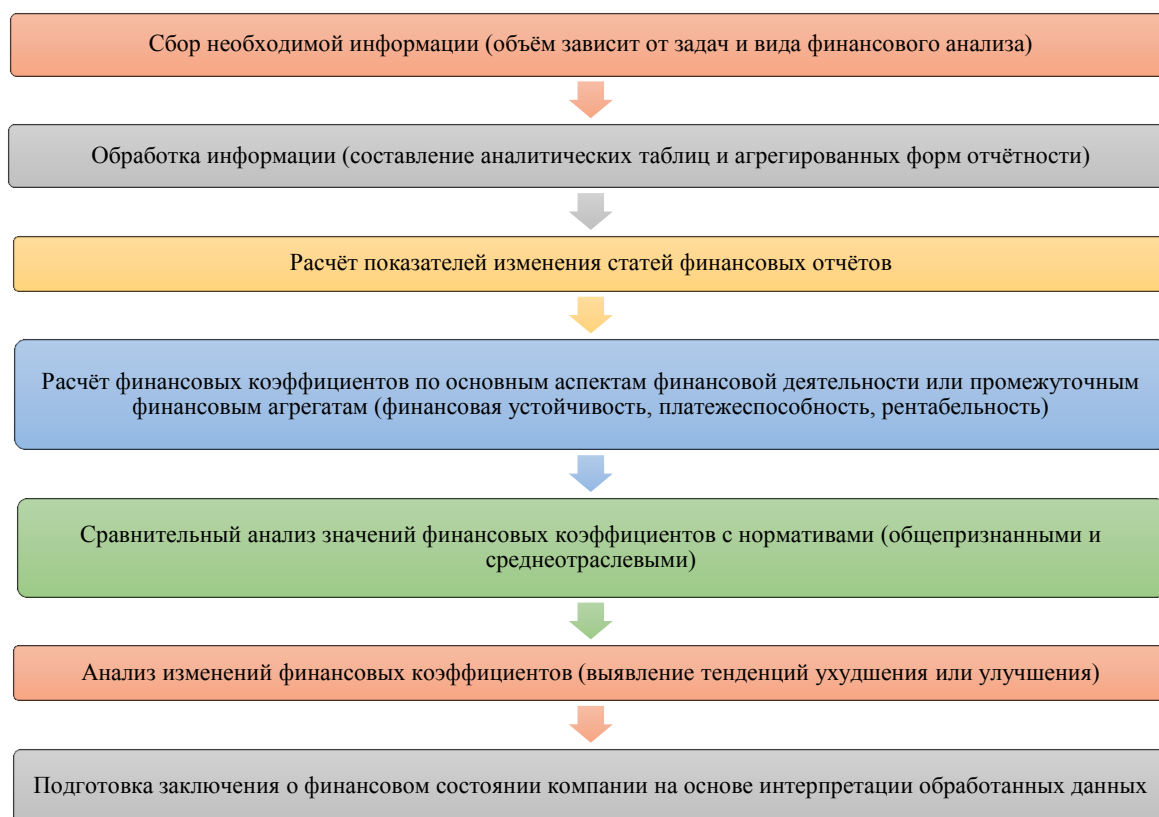 Сбор необходимой информации (объём зависит от задач и вида финансового анализа)
Обработка информации (составление аналитических таблиц и агрегированных форм отчётности)
Расчёт показателей изменения статей финансовых отчётов
Расчёт финансовых коэффициентов по основным аспектам финансовой деятельности или промежуточным
финансовым агрегатам (финансовая устойчивость, платежеспособность, рентабельность)
Сравнительный анализ значений финансовых коэффициентов с нормативами (общепризнанными и
среднеотраслевыми)
Анализ изменений финансовых коэффициентов (выявление тенденций ухудшения или улучшения)
Подготовка заключения о финансовом состоянии компании на основе интерпретации обработанных данных